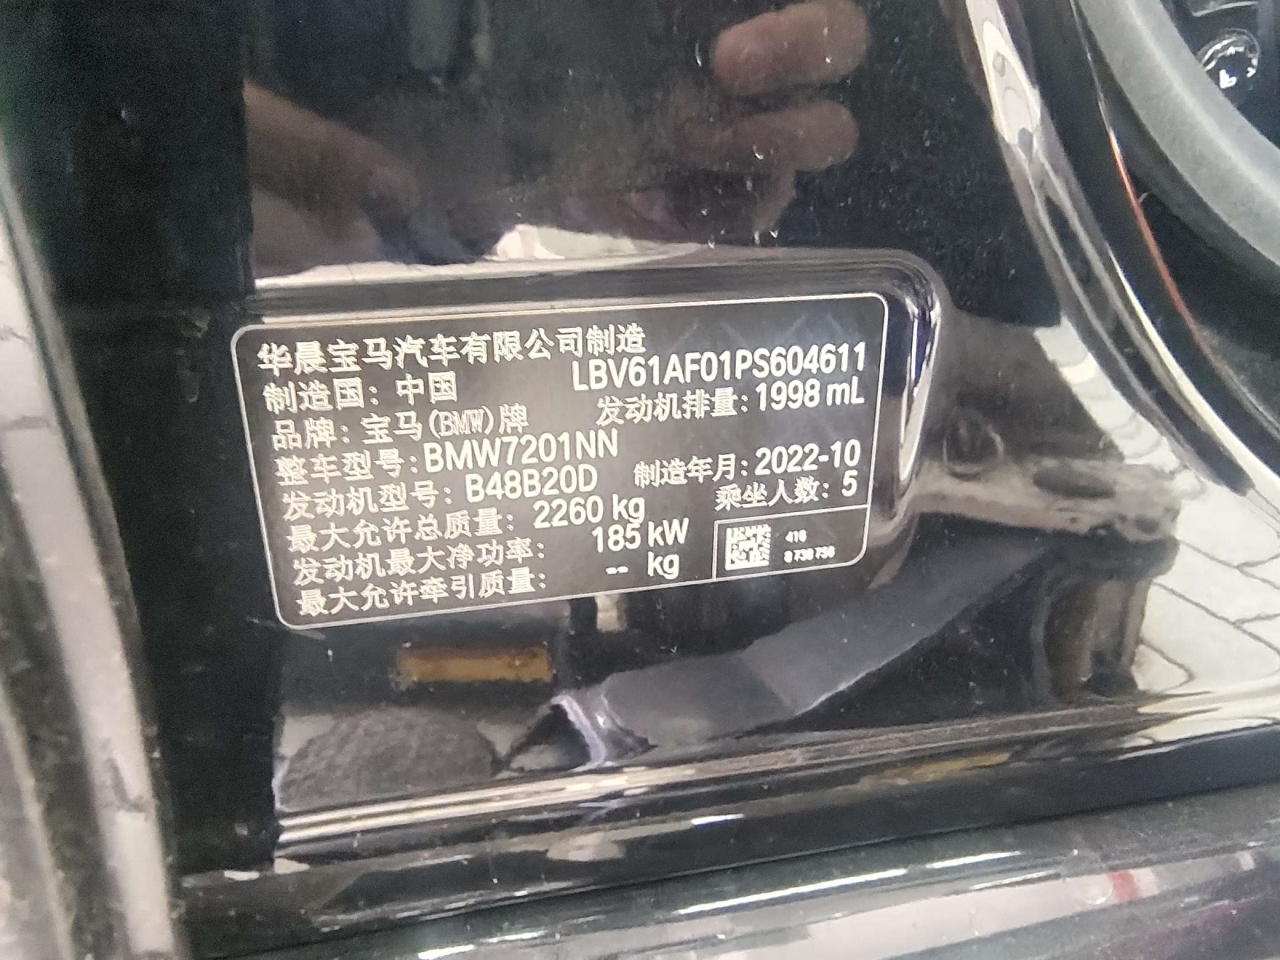 华晨宝马汽车有限公司制造
制造国：中国 LBV61AF01PS604611
品牌：宝马(BMW)牌 发动机排量：1998 mL
整车型号：BMW7201NN
发动机型号：B48B20D 制造年月：2022-10
最大允许总质量：2260 kg 乘坐人数：5
发动机最大净功率：185 kW
最大允许牵引质量：-- kg
416
8 738 738